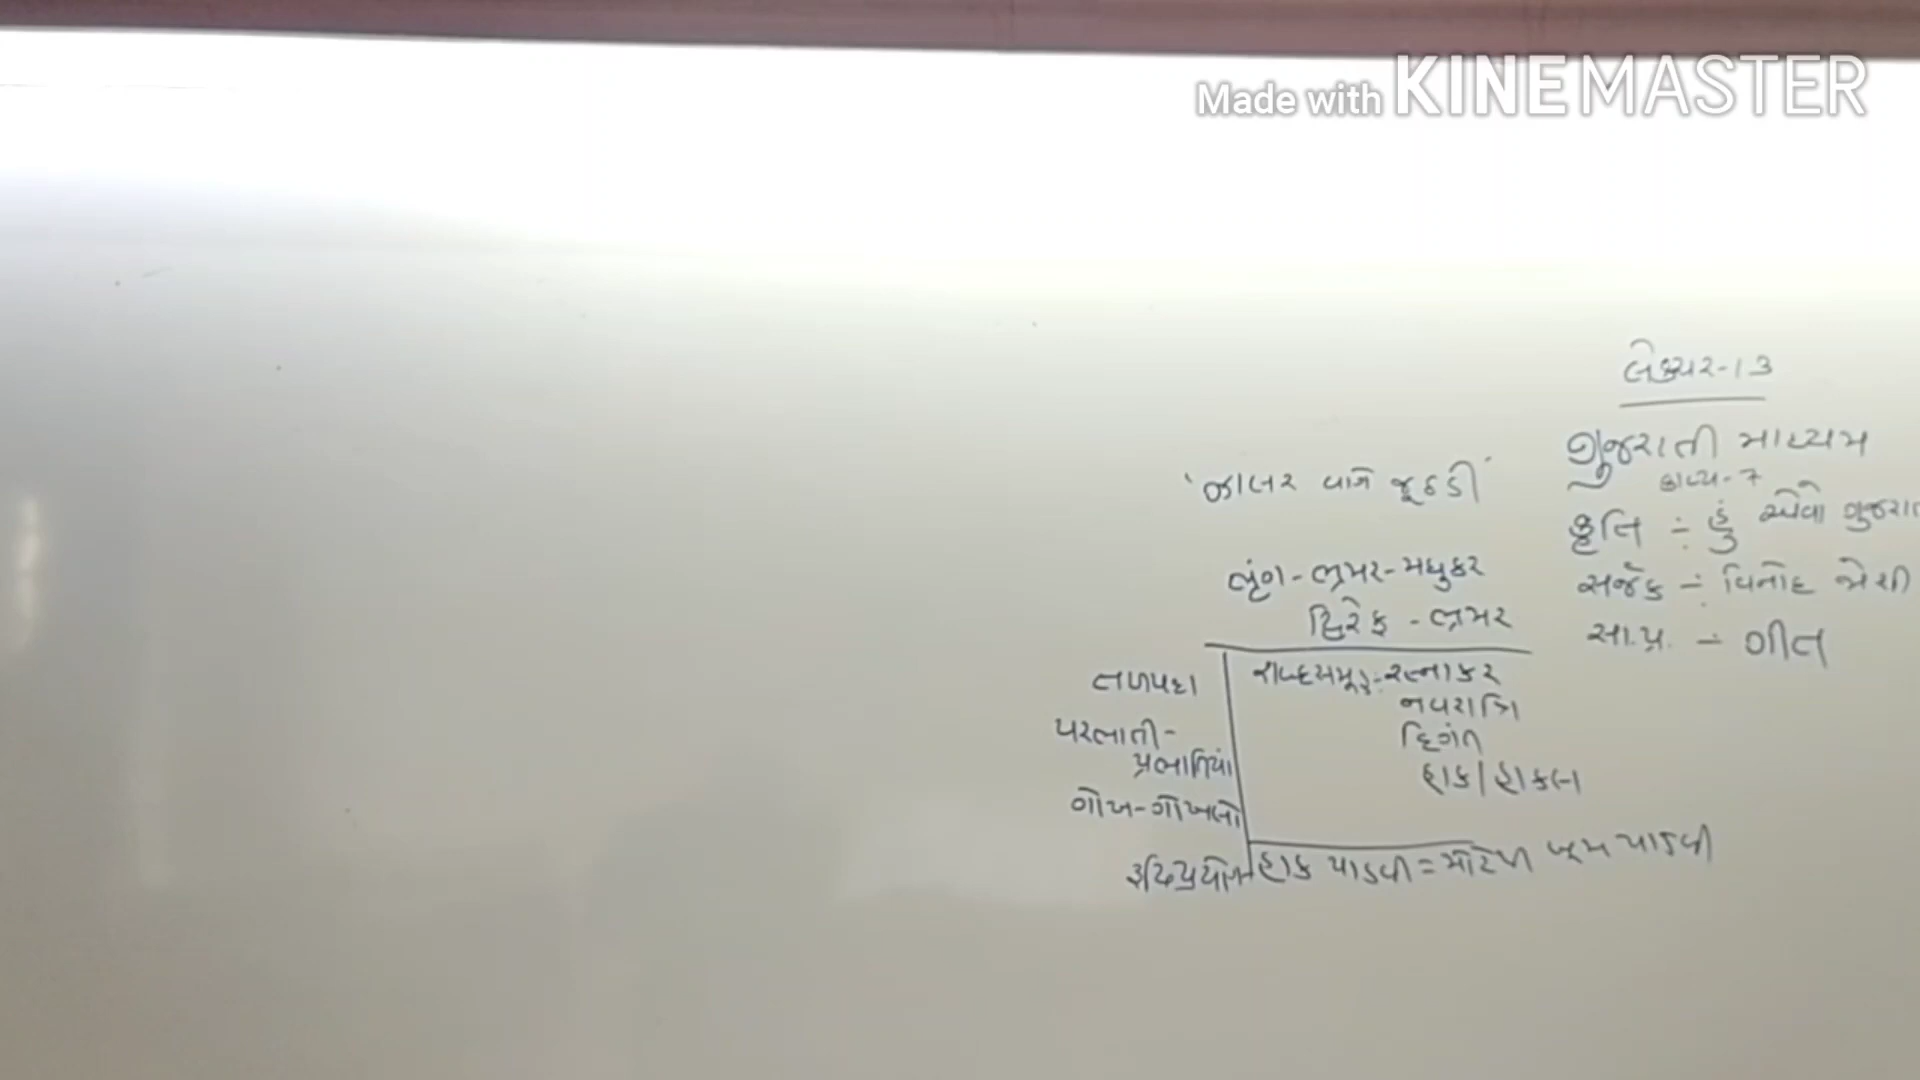 Made with KINEMASTER
લેક્ચર-13
ગુજરાતી માધ્યમ
કાવ્ય-7
કૃતિ :- હું એવો ગુજરાત
સર્જક :- વિનોદ જોશી
સા.પ્ર. :- ગીત
'ઝાલર વાગે જૂઠડી'
ભૃંગ - ભ્રમર - મધુકર
દ્વિરેફ - ભ્રમર
તળપદા
પરભાતી -
પ્રભાતિયાં
ગોખ - ગોખલો
શબ્દસમૂહ :- રત્નાકર
નવરાત્રિ
દિગંત
હાક / હાકલ
રૂઢિપ્રયોગ - હાક પાડવી = મોટેથી બૂમ પાડવી